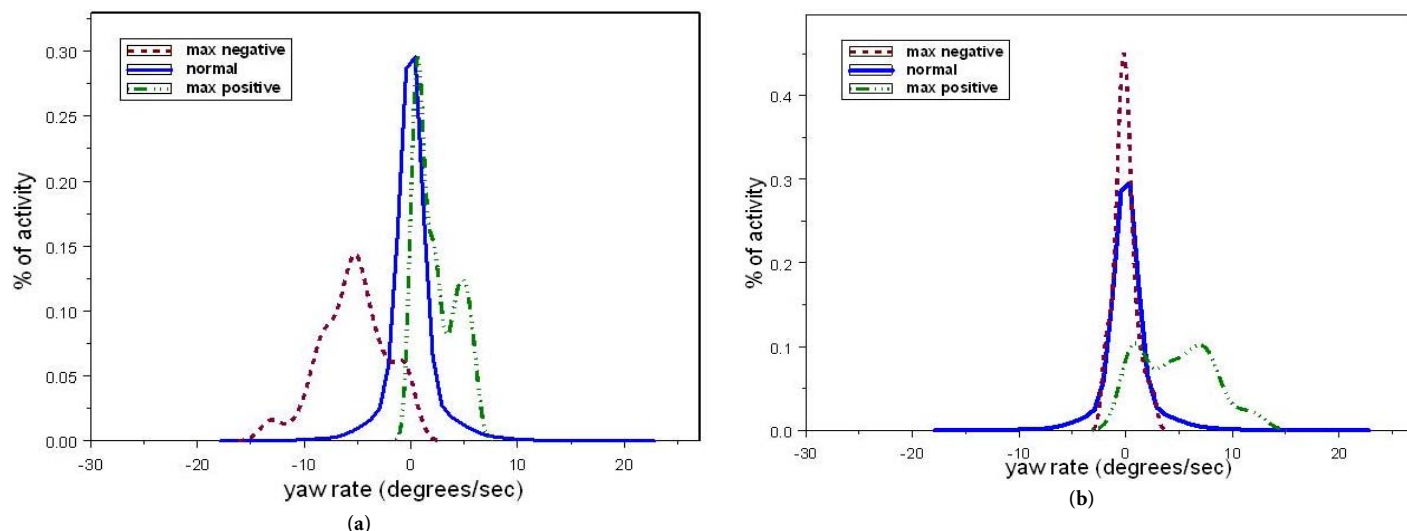 max negative
normal
max positive
0.30
0.25
0.20
0.15
0.10
0.05
0.00
% of activity
-30
-20
-10
0
10
20
yaw rate (degrees/sec)
(a)
max negative
normal
max positive
0.4
0.3
0.2
0.1
0.0
% of activity
-30
-20
-10
0
10
20
yaw rate (degrees/sec)
(b)